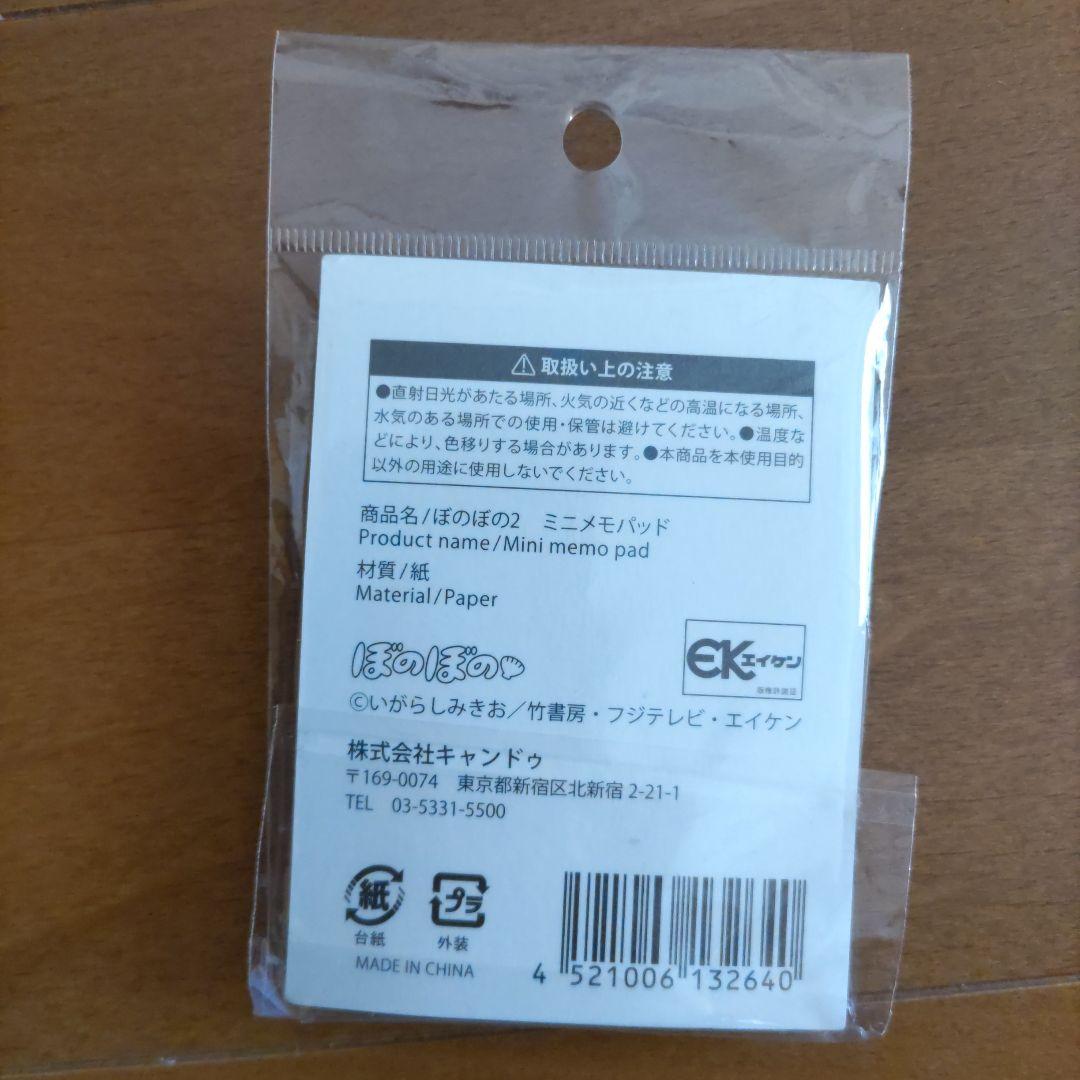 ⚠取扱い上の注意
●直射日光があたる場所、火気の近くなどの高温になる場所、
水気のある場所での使用・保管は避けてください。●温度な
どにより、色移りする場合があります。●本商品を本使用目的
以外の用途に使用しないでください。
商品名/ぼのぼの2 ミニメモパッド
Product name/Mini memo pad
材質/紙
Material/Paper
ぼのぼの
EKエイケン
版権許諾証
©いがらしみきお/竹書房・フジテレビ・エイケン
株式会社キャンドゥ
〒169-0074 東京都新宿区北新宿 2-21-1
TEL 03-5331-5500
紙 プラ
台紙 外装
MADE IN CHINA
4 521006 132640